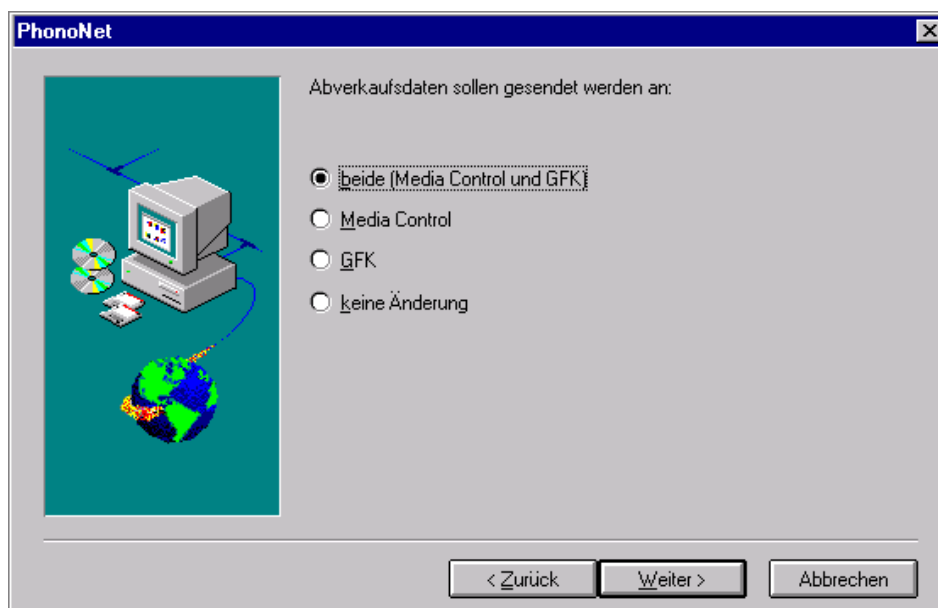 PhonoNet
Abverkaufsdaten sollen gesendet werden an:
beide (Media Control und GFK)
Media Control
GFK
keine Änderung
< Zurück
Weiter >
Abbrechen